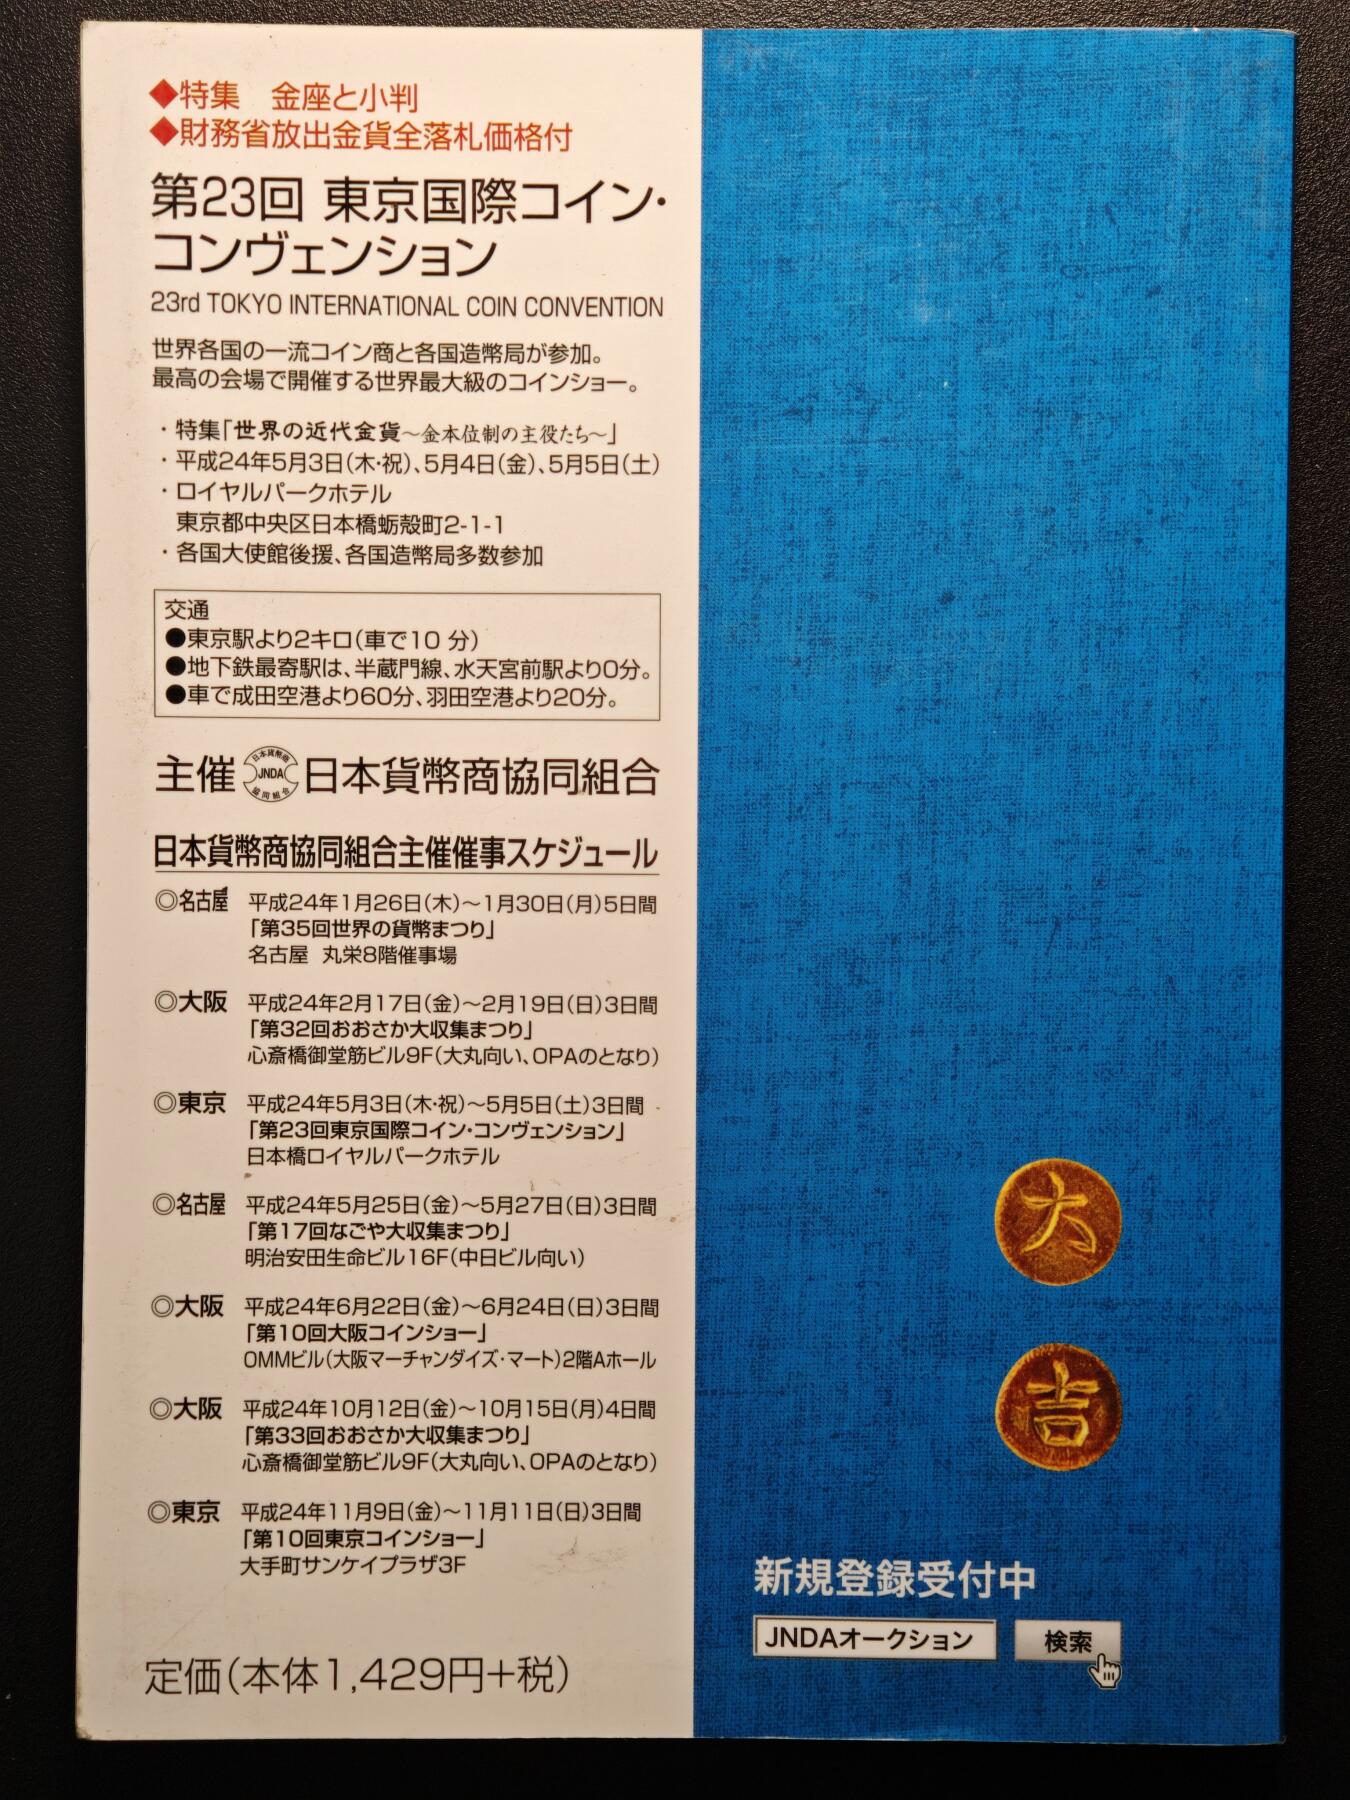 ◆特集　金座と小判
◆財務省放出金貨全落札価格付
第23回 東京国際コイン・
コンヴェンション
23rd TOKYO INTERNATIONAL COIN CONVENTION
世界各国の一流コイン商と各国造幣局が参加。
最高の会場で開催する世界最大級のコインショー。
・特集「世界の近代金貨～金本位制の主役たち～」
・平成24年5月3日(木・祝)、5月4日(金)、5月5日(土)
・ロイヤルパークホテル
東京都中央区日本橋蛎殻町2-1-1
・各国大使館後援、各国造幣局多数参加
交通
●東京駅より2キロ(車で10 分)
●地下鉄最寄駅は、半蔵門線、水天宮前駅より0分。
●車で成田空港より60分、羽田空港より20分。
主催 日本貨幣商 JNDA 協同組合 日本貨幣商協同組合
日本貨幣商協同組合主催催事スケジュール
◎名古屋 平成24年1月26日(木)～1月30日(月)5日間
「第35回世界の貨幣まつり」
名古屋 丸栄8階催事場
◎大阪 平成24年2月17日(金)～2月19日(日)3日間
「第32回おおさか大収集まつり」
心斎橋御堂筋ビル9F(大丸向い、OPAのとなり)
◎東京 平成24年5月3日(木・祝)～5月5日(土)3日間
「第23回東京国際コイン・コンヴェンション」
日本橋ロイヤルパークホテル
◎名古屋 平成24年5月25日(金)～5月27日(日)3日間
「第17回なごや大収集まつり」
明治安田生命ビル16F(中日ビル向い)
◎大阪 平成24年6月22日(金)～6月24日(日)3日間
「第10回大阪コインショー」
OMMビル(大阪マーチャンダイズ・マート)2階Aホール
◎大阪 平成24年10月12日(金)～10月15日(月)4日間
「第33回おおさか大収集まつり」
心斎橋御堂筋ビル9F(大丸向い、OPAのとなり)
◎東京 平成24年11月9日(金)～11月11日(日)3日間
「第10回東京コインショー」
大手町サンケイプラザ3F
定価(本体1,429円+税)
大
吉
新規登録受付中
JNDAオークション 検索